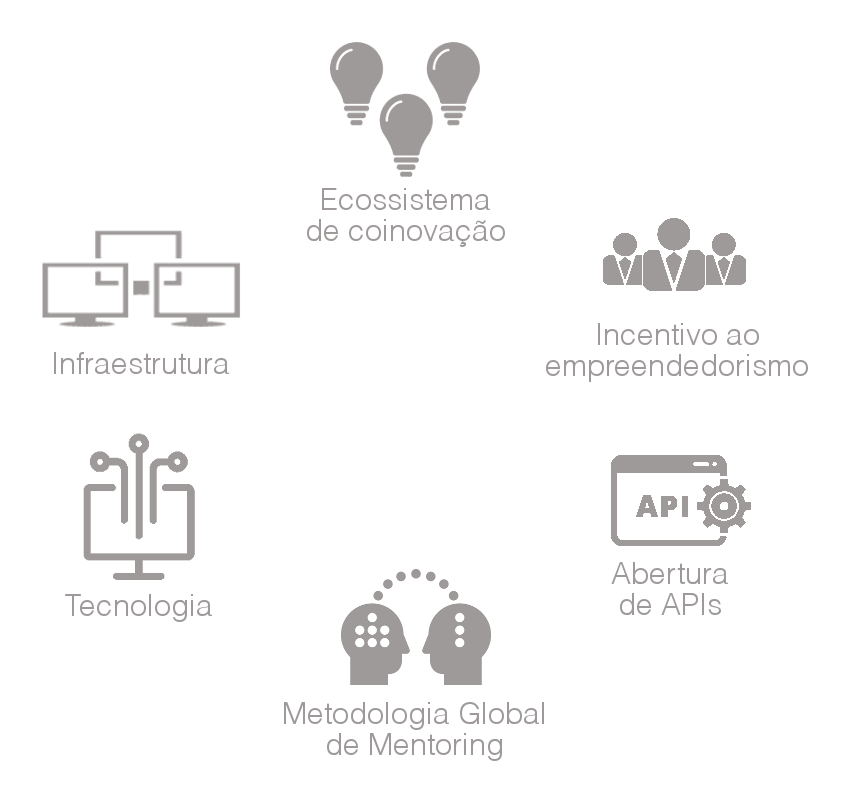 Ecossistema
de coinovação
Incentivo ao
empreendedorismo
Infraestrutura
API
Abertura
de APIs
Tecnologia
Metodologia Global
de Mentoring